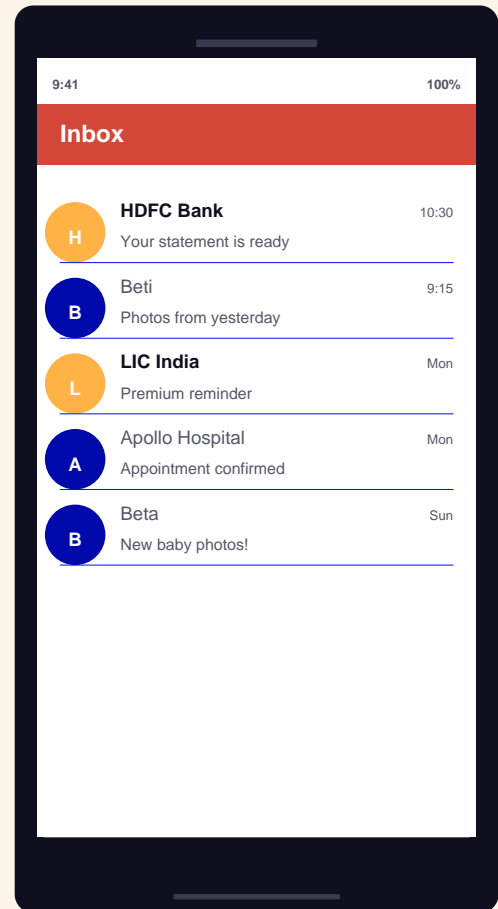 9:41 100%
Inbox
H
HDFC Bank 10:30
Your statement is ready
B
Beti 9:15
Photos from yesterday
L
LIC India Mon
Premium reminder
A
Apollo Hospital Mon
Appointment confirmed
B
Beta Sun
New baby photos!